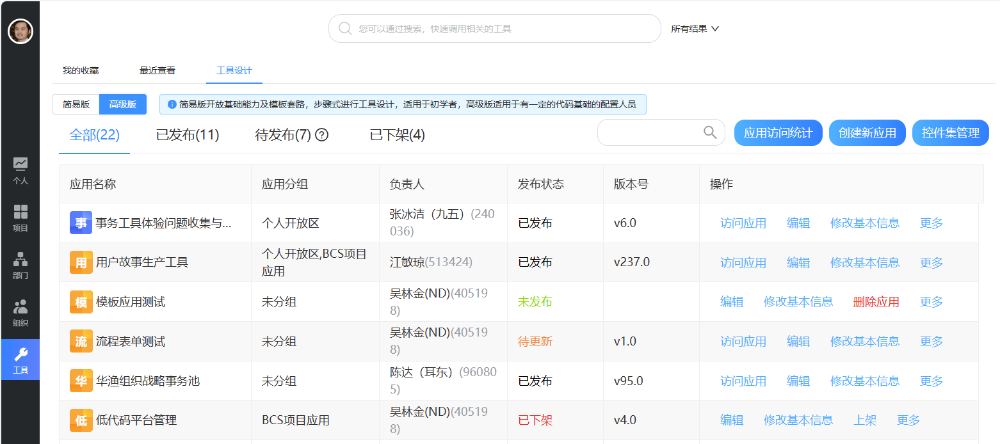 您可以通过搜索，快速调用相关的工具
所有结果
我的收藏 最近查看 工具设计
简易版 高级版 简易版开放基础能力及模板套路，步骤式进行工具设计，适用于初学者，高级版适用于有一定的代码基础的配置人员
全部(22) 已发布(11) 待发布(7) ? 已下架(4) 应用访问统计 创建新应用 控件集管理
个人
项目
部门
组织
工具
应用名称 应用分组 负责人 发布状态 版本号 操作
事 事务工具体验问题收集与... 个人开放区 张冰洁（九五）(240 已发布 v6.0 访问应用 编辑 修改基本信息 更多
036)
用 用户故事生产工具 个人开放区,BCS项目 江敏琼(513424) 已发布 v237.0 访问应用 编辑 修改基本信息 更多
应用
模 模板应用测试 未分组 吴林金(ND)(40519 未发布 编辑 修改基本信息 删除应用 更多
8)
流 流程表单测试 未分组 吴林金(ND)(40519 待更新 v1.0 访问应用 编辑 修改基本信息 更多
8)
华 华渔组织战略事务池 未分组 陈达（耳东）(96080 已发布 v95.0 访问应用 编辑 修改基本信息 更多
5)
低 低代码平台管理 BCS项目应用 吴林金(ND)(40519 已下架 v4.0 编辑 修改基本信息 上架 更多
8)